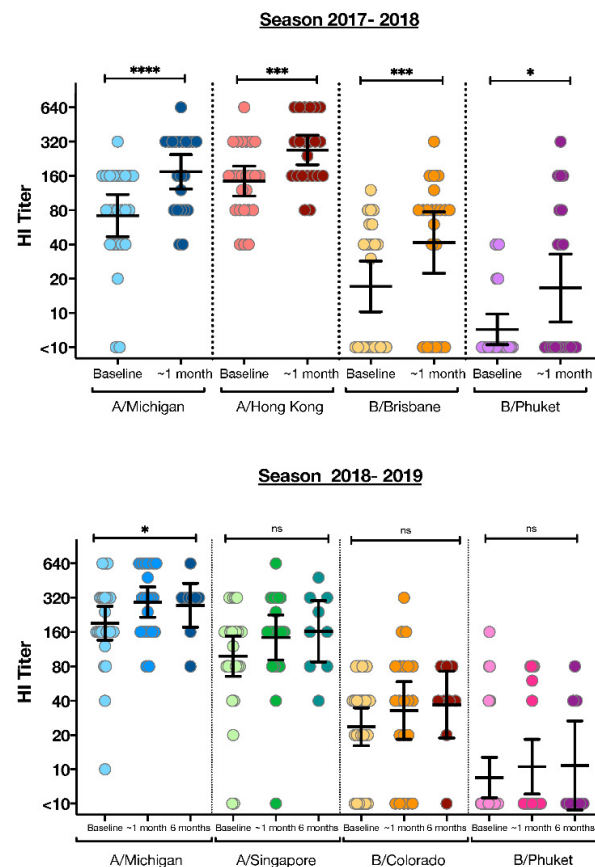 Season 2017- 2018
**** *** *** *
640
320
160
80
40
20
10
<10
HI Titer
Baseline ~1 month Baseline ~1 month Baseline ~1 month Baseline ~1 month
A/Michigan A/Hong Kong B/Brisbane B/Phuket
Season 2018- 2019
* ns ns ns
640
320
160
80
40
20
10
<10
HI Titer
Baseline ~1 month 6 months Baseline ~1 month 6 months Baseline ~1 month 6 months Baseline ~1 month 6 months
A/Michigan A/Singapore B/Colorado B/Phuket